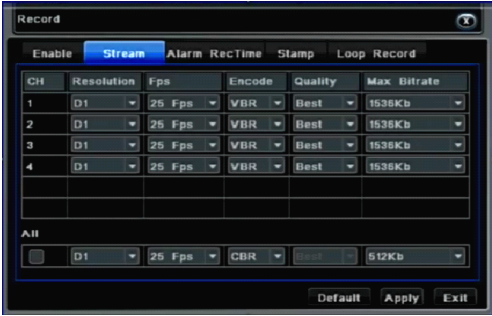 Record
Enable Stream Alarm RecTime Stamp Loop Record
CH Resolution Fps Encode Quality Max Bitrate
1 D1 25 Fps VBR Best 1536Kb
2 D1 25 Fps VBR Best 1536Kb
3 D1 25 Fps VBR Best 1536Kb
4 D1 25 Fps VBR Best 1536Kb
All
D1 25 Fps CBR Best 512Kb
Default Apply Exit